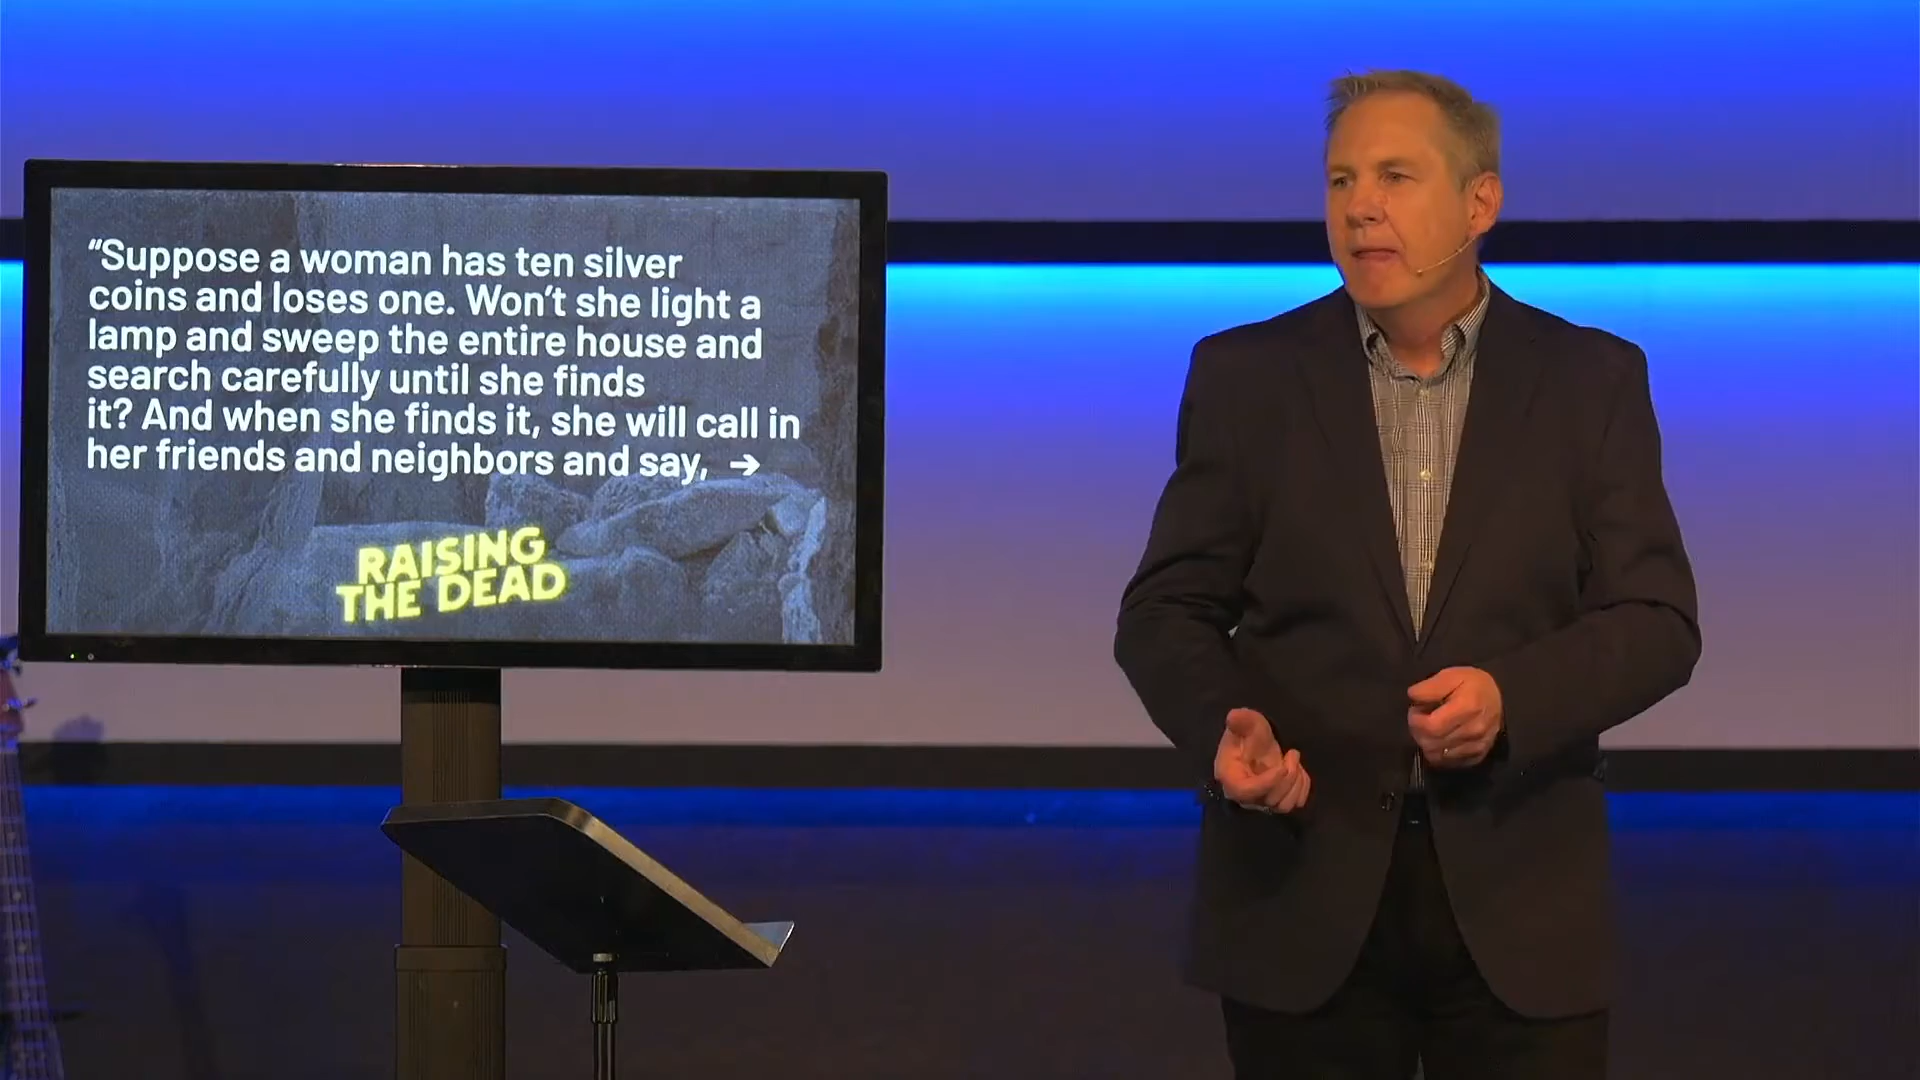 “Suppose a woman has ten silver
coins and loses one. Won’t she light a
lamp and sweep the entire house and
search carefully until she finds
it? And when she finds it, she will call in
her friends and neighbors and say, ➔
RAISING
THE DEAD